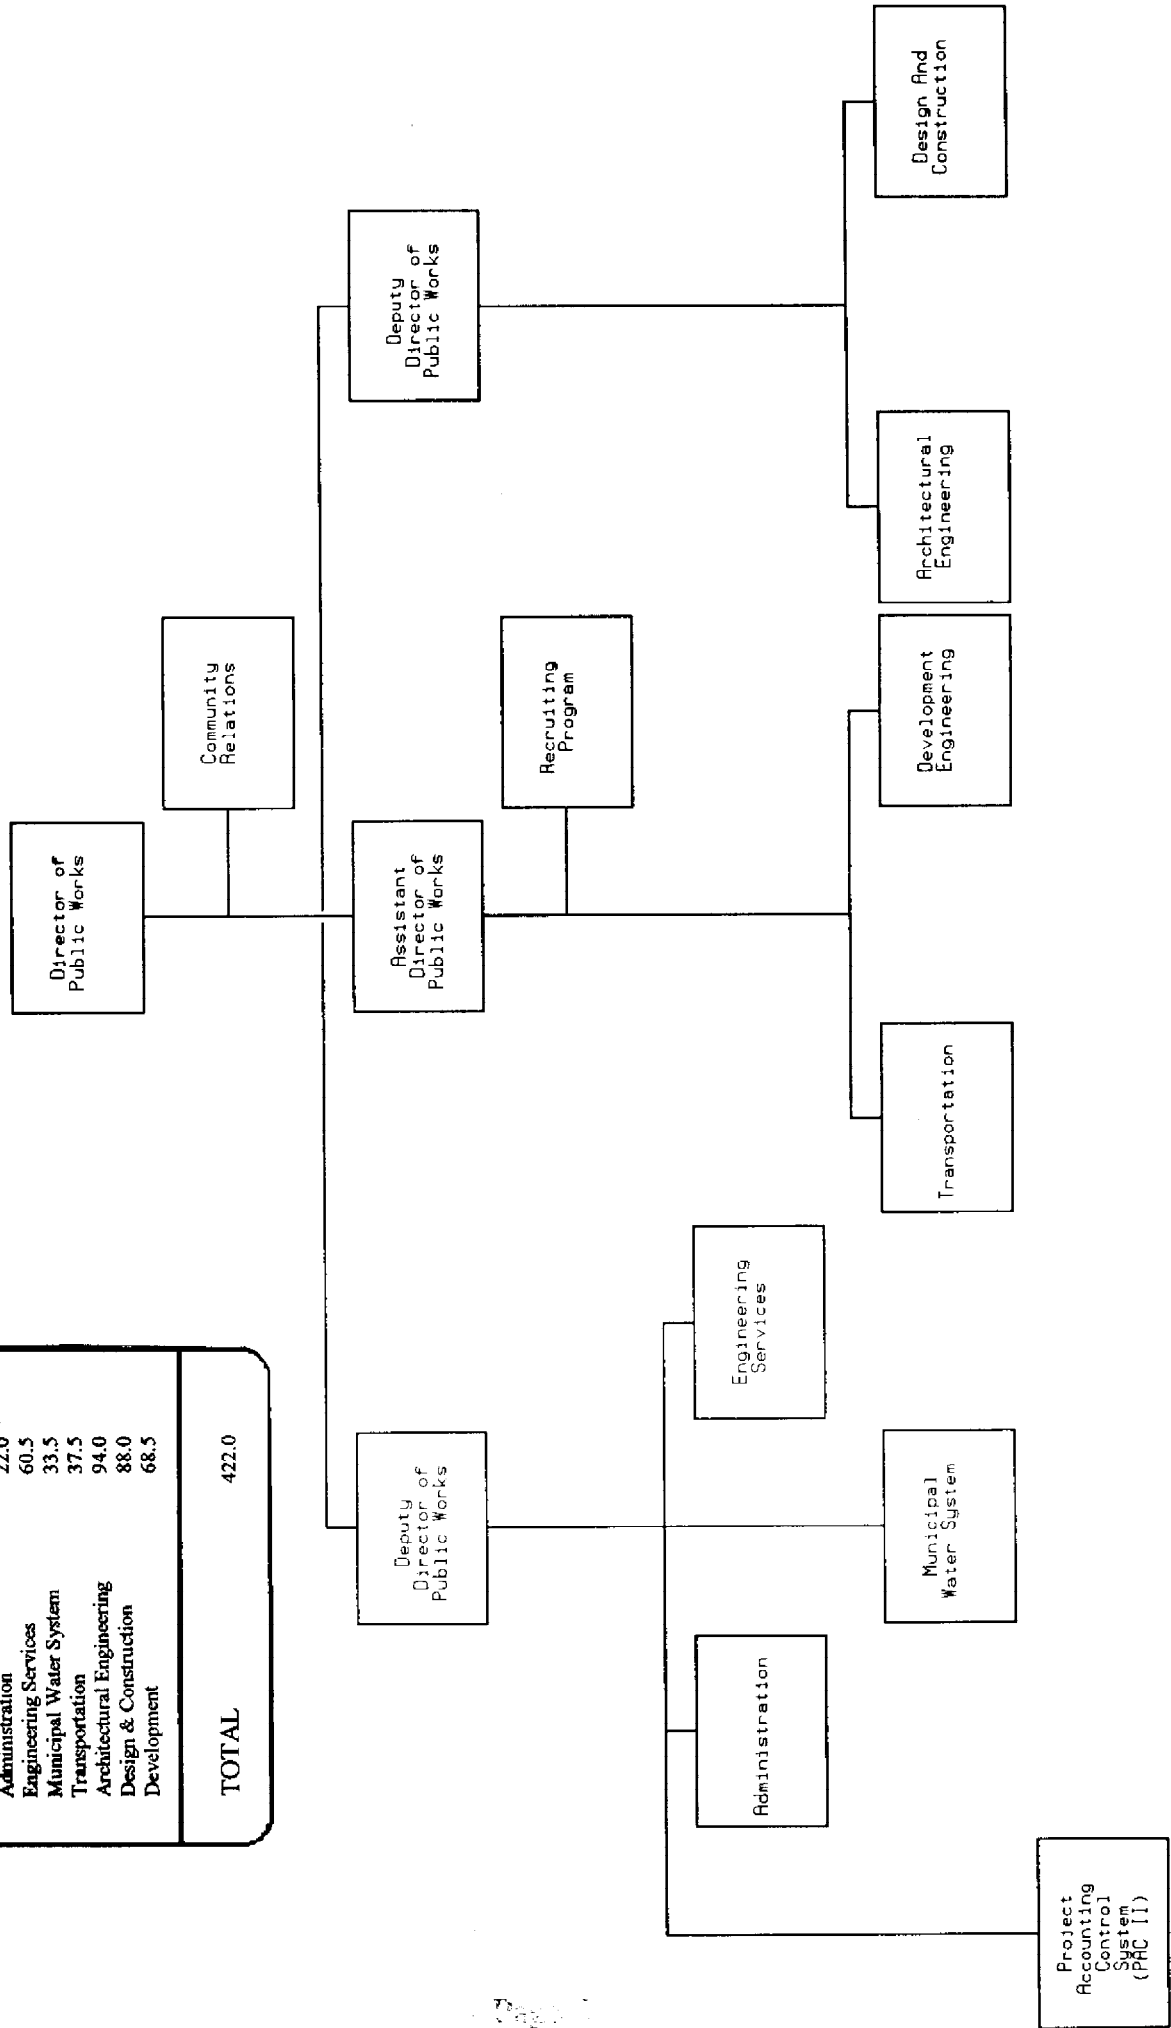 Administration 22.0
Engineering Services 60.5
Municipal Water System 33.5
Transportation 37.5
Architectural Engineering 94.0
Design & Construction 88.0
Development 68.5
TOTAL 422.0
Director of
Public Works
Community
Relations
Deputy
Director of
Public Works
Assistant
Director of
Public Works
Deputy
Director of
Public Works
Recruiting
Program
Administration
Engineering
Services
Municipal
Water System
Transportation
Development
Engineering
Architectural
Engineering
Design And
Construction
Project
Accounting
Control
System
(PAC II)